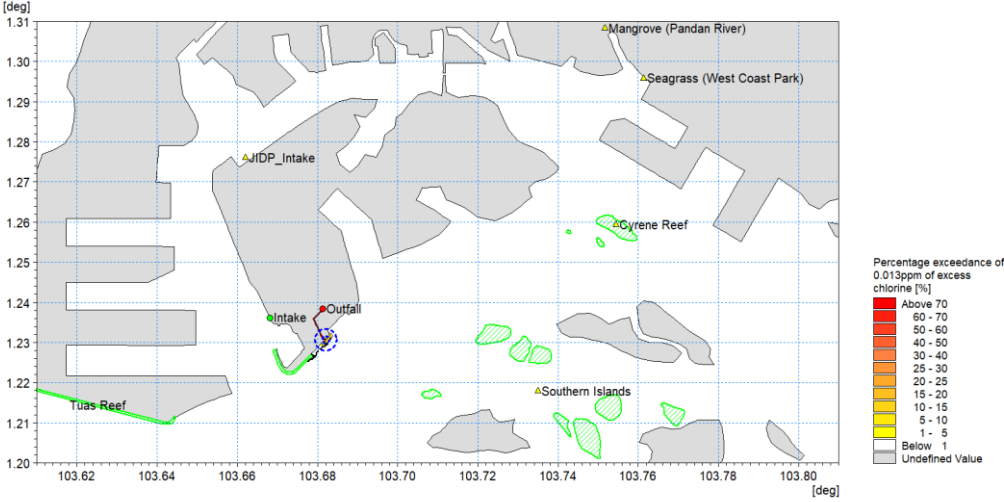 [deg]
1.31
Mangrove (Pandan River)
1.30
Seagrass (West Coast Park)
1.29
1.28
JIDP_Intake
1.27
1.26
Cyrene Reef
1.25
1.24
Outfall
Intake
1.23
1.22
Southern Islands
Tuas Reef
1.21
1.20
103.62
103.64
103.66
103.68
103.70
103.72
103.74
103.76
103.78
103.80
[deg]
Percentage exceedance of
0.013ppm of excess
chlorine [%]
Above 70
60 - 70
50 - 60
40 - 50
30 - 40
25 - 30
20 - 25
15 - 20
10 - 15
5 - 10
1 - 5
Below 1
Undefined Value